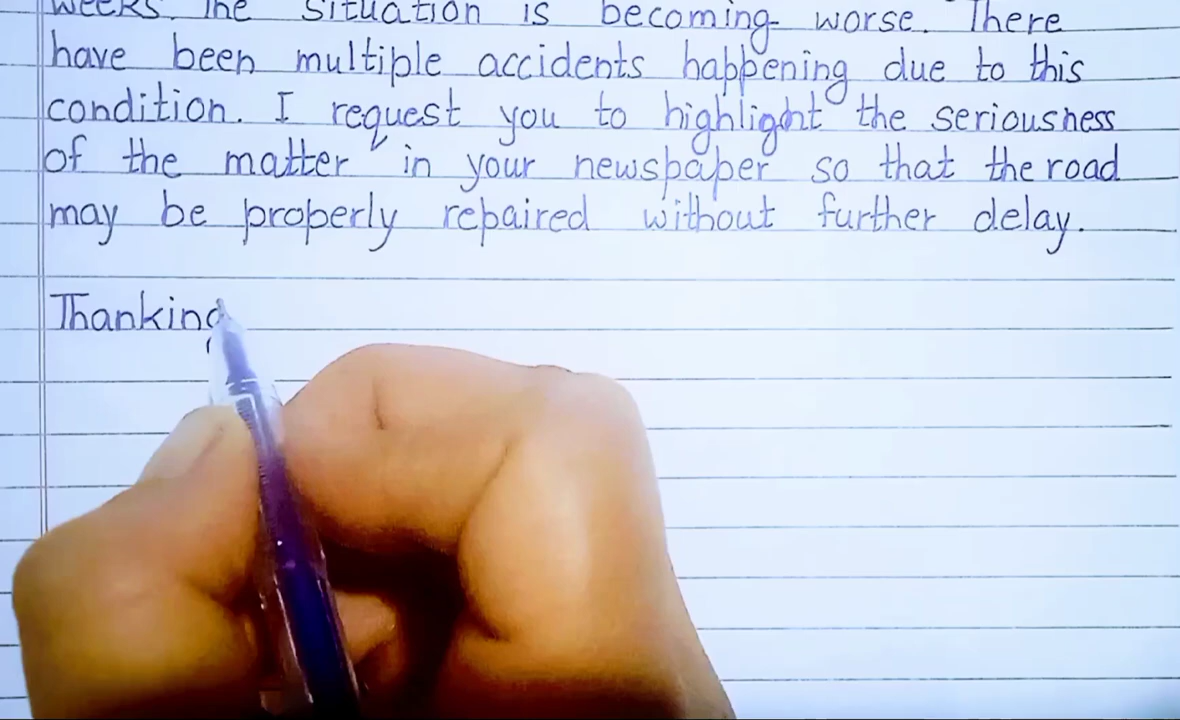 weeks. The situation is becoming worse. There
have been multiple accidents happening due to this
condition. I request you to highlight the seriousness
of the matter in your newspaper so that the road
may be properly repaired without further delay.
Thanking